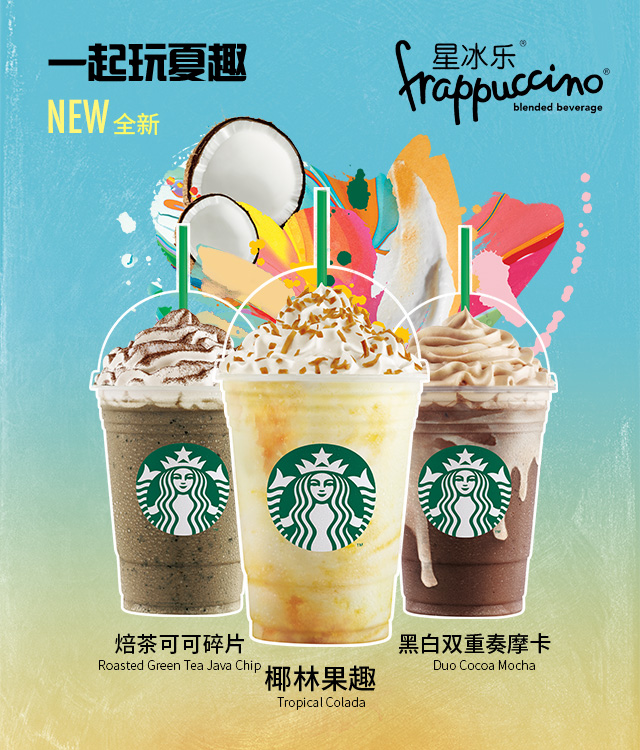 一起玩夏趣
NEW 全新
星冰乐®
frappuccino®
blended beverage
TM
焙茶可可碎片
Roasted Green Tea Java Chip
椰林果趣
Tropical Colada
黑白双重奏摩卡
Duo Cocoa Mocha